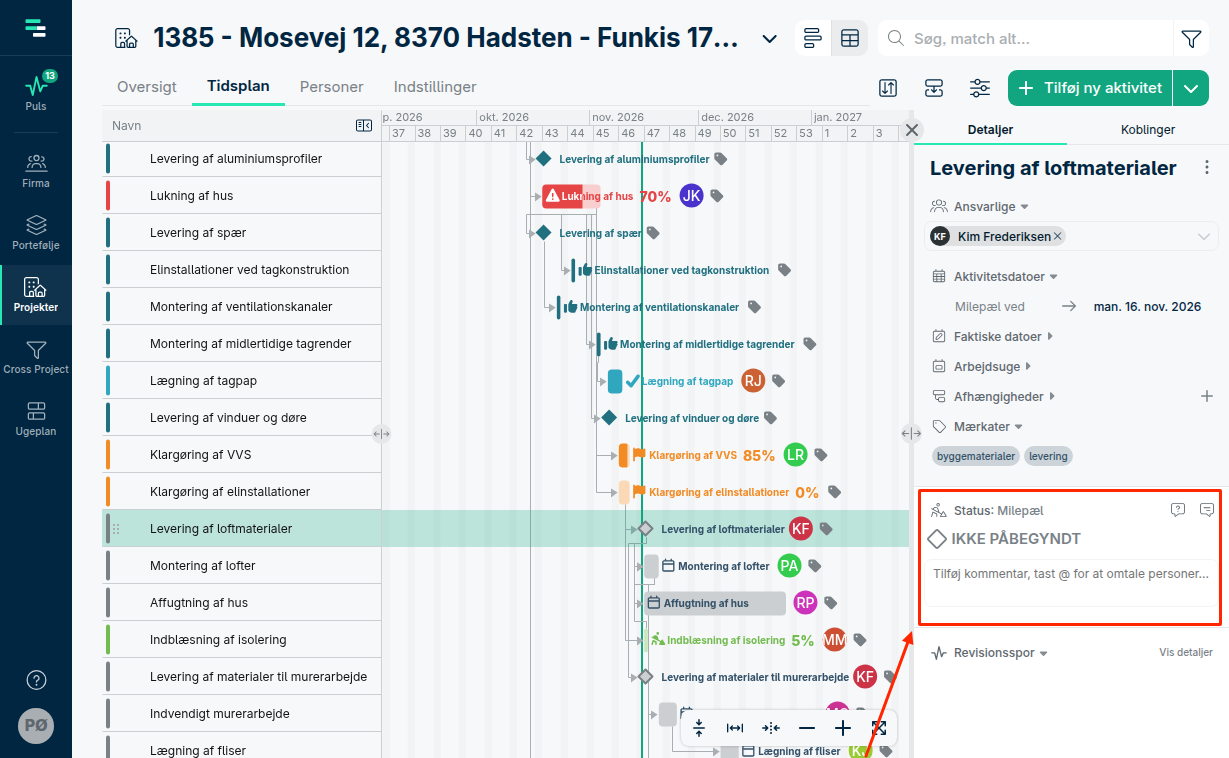 1385 - Mosevej 12, 8370 Hadsten - Funkis 17...
Søg, match alt...
13
Puls
Firma
Portefølje
Projekter
Cross Project
Ugeplan
PØ
Oversigt Tidsplan Personer Indstillinger
Tilføj ny aktivitet
Navn
p. 2026 okt. 2026 nov. 2026 dec. 2026 jan. 2027
37 38 39 40 41 42 43 44 45 46 47 48 49 50 51 52 53 1 2 3
Levering af aluminiumsprofiler Levering af aluminiumsprofiler
Lukning af hus Lukning af hus 70% JK
Levering af spær Levering af spær
Elinstallationer ved tagkonstruktion Elinstallationer ved tagkonstruktion
Montering af ventilationskanaler Montering af ventilationskanaler
Montering af midlertidige tagrender Montering af midlertidige tagrender
Lægning af tagpap Lægning af tagpap RJ
Levering af vinduer og døre Levering af vinduer og døre
Klargøring af VVS Klargøring af VVS 85% LR
Klargøring af elinstallationer Klargøring af elinstallationer 0%
Levering af loftmaterialer Levering af loftmaterialer KF
Montering af lofter Montering af lofter PA
Affugtning af hus Affugtning af hus RP
Indblæsning af isolering Indblæsning af isolering 5% MM
Levering af materialer til murerarbejde Levering af materialer til murerarbejde KF
Indvendigt murerarbejde
Lægning af fliser Lægning af fliser
Detaljer Koblinger
Levering af loftmaterialer
Ansvarlige
KF Kim Frederiksen
Aktivitetsdatoer
Milepæl ved man. 16. nov. 2026
Faktiske datoer
Arbejdsuge
Afhængigheder
Mærkater
byggematerialer levering
Status: Milepæl
IKKE PÅBEGYNDT
Tilføj kommentar, tast @ for at omtale personer...
Revisionsspor Vis detaljer